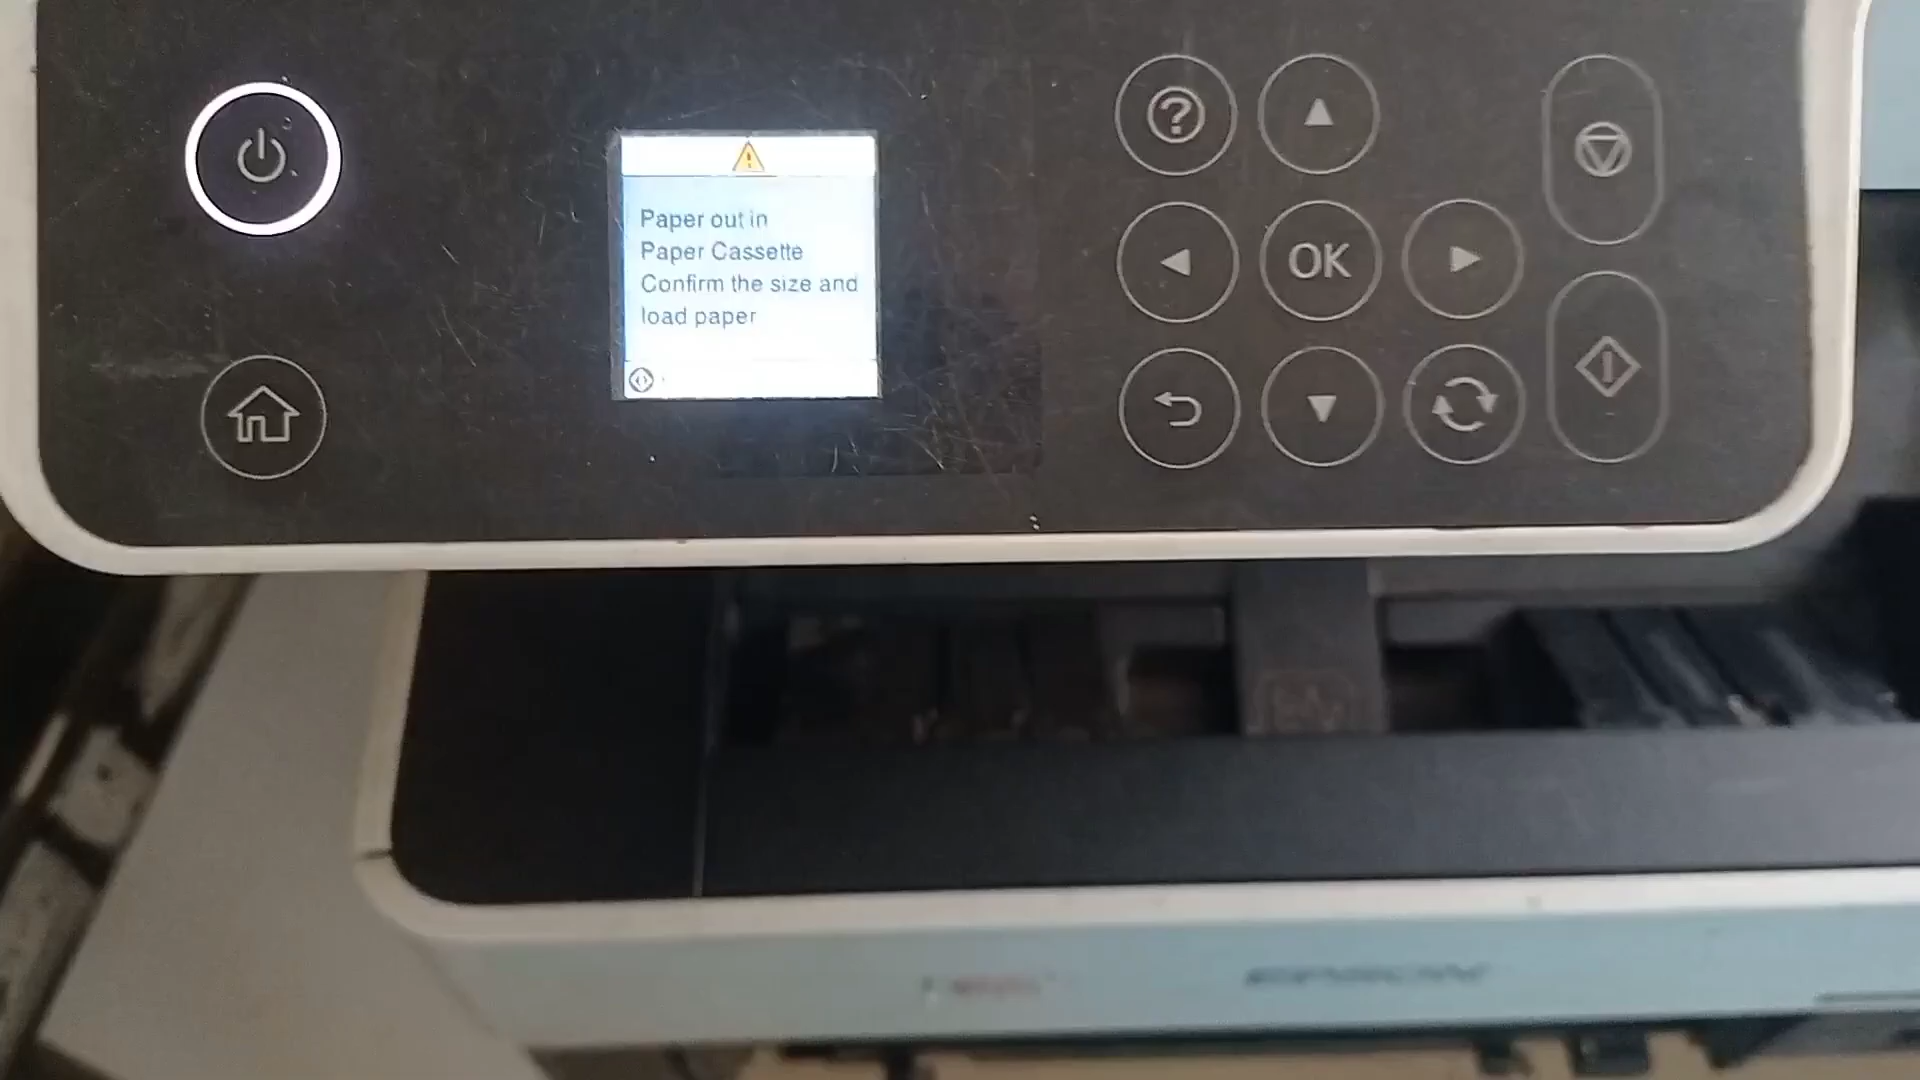 Paper out in
Paper Cassette
Confirm the size and
load paper
?
OK